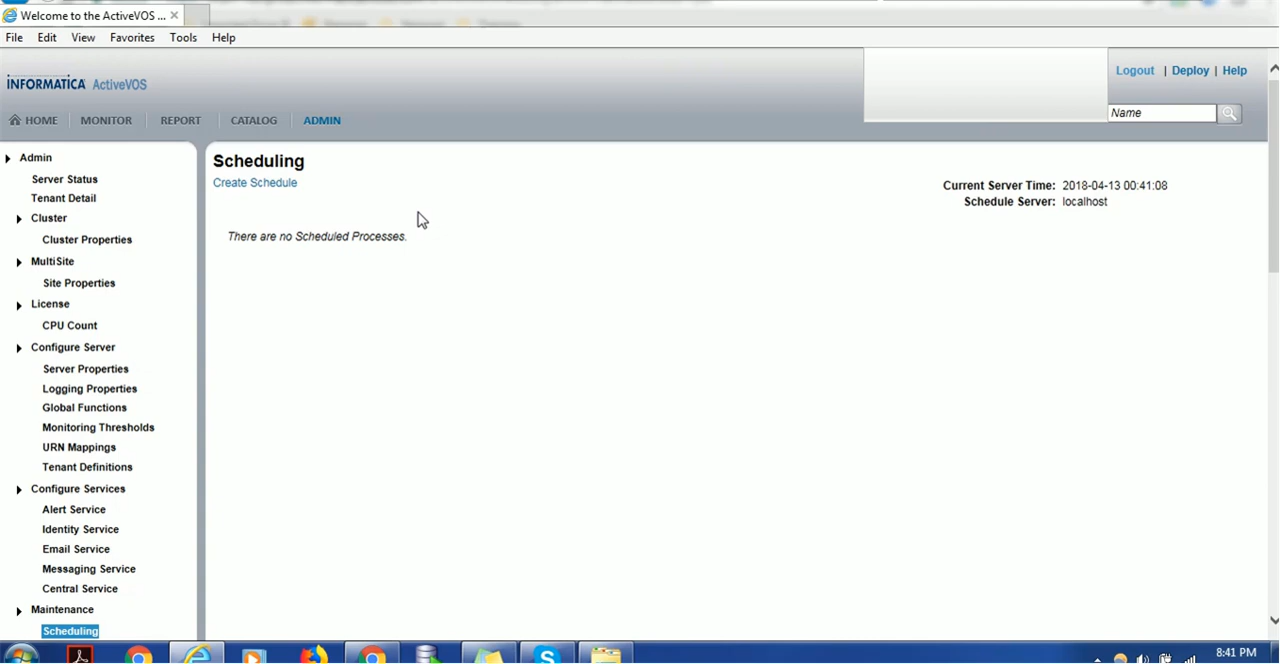 Welcome to the ActiveVOS ...
File Edit View Favorites Tools Help
INFORMATICA ActiveVOS
Logout | Deploy | Help
Name
HOME MONITOR REPORT CATALOG ADMIN
Admin
Server Status
Tenant Detail
Cluster
Cluster Properties
MultiSite
Site Properties
License
CPU Count
Configure Server
Server Properties
Logging Properties
Global Functions
Monitoring Thresholds
URN Mappings
Tenant Definitions
Configure Services
Alert Service
Identity Service
Email Service
Messaging Service
Central Service
Maintenance
Scheduling
Scheduling
Create Schedule
Current Server Time: 2018-04-13 00:41:08
Schedule Server: localhost
There are no Scheduled Processes.
8:41 PM